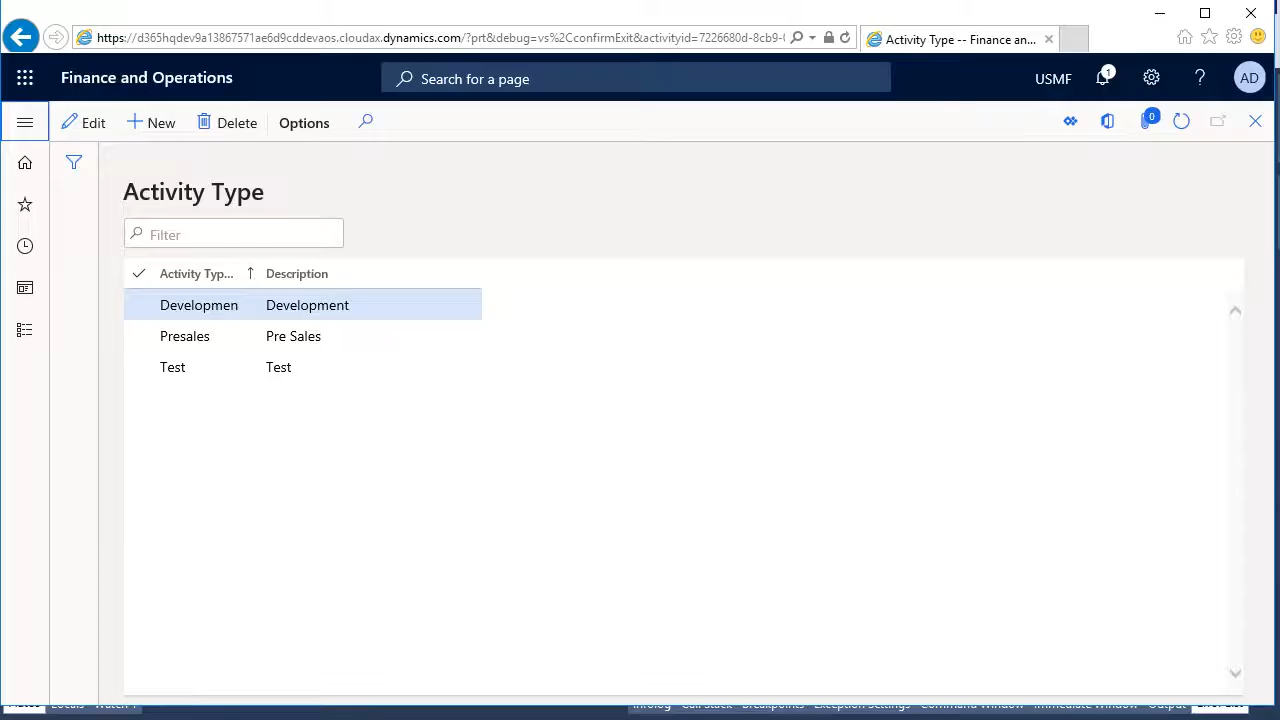 https://d365hqdev9a13867571ae6d9cddevaos.cloudax.dynamics.com/?prt&debug=vs%2CconfirmExit&activityid=7226680d-8cb9-
Activity Type -- Finance an...
Finance and Operations
Search for a page
USMF
1
AD
Edit
New
Delete
Options
0
Activity Type
Filter
Activity Typ...
Description
Developmen
Development
Presales
Pre Sales
Test
Test